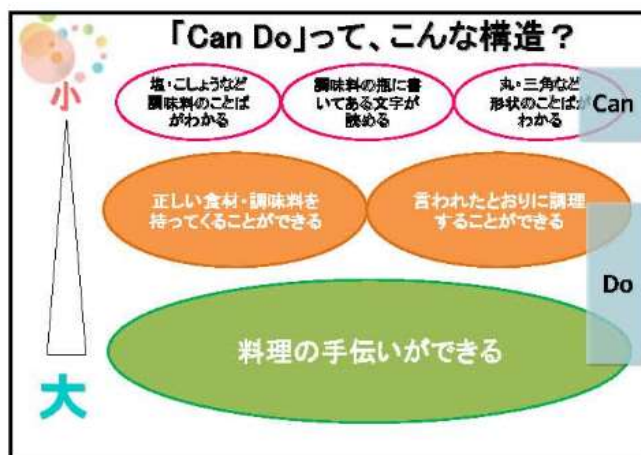 「Can Do」って、こんな構造？
小
塩・こしょうなど
調味料のことば
がわかる
調味料の瓶に書
いてある文字が
読める
丸・三角など
形状のことばが
わかる
Can
正しい食材・調味料を
持ってくることができる
言われたとおりに調理
することができる
Do
料理の手伝いができる
大